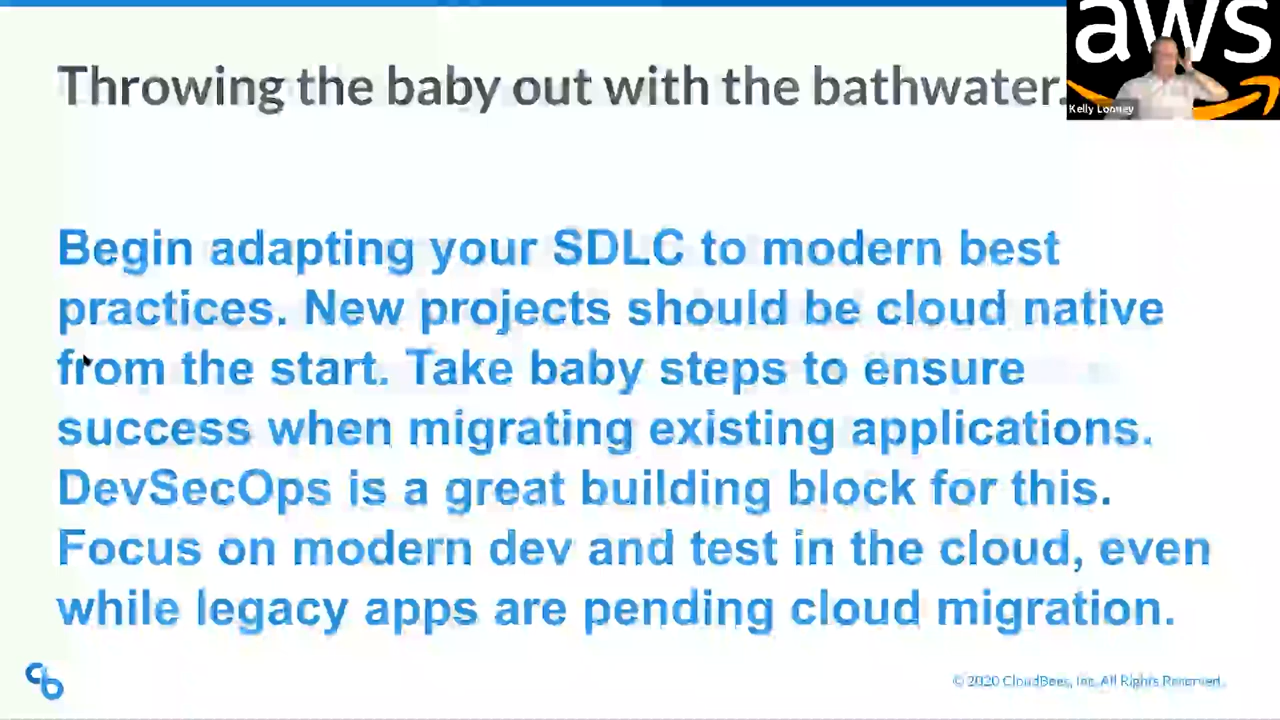 Throwing the baby out with the bathwater.
aws
Kelly Looney
Begin adapting your SDLC to modern best
practices. New projects should be cloud native
from the start. Take baby steps to ensure
success when migrating existing applications.
DevSecOps is a great building block for this.
Focus on modern dev and test in the cloud, even
while legacy apps are pending cloud migration.
© 2020 CloudBees, Inc. All Rights Reserved.